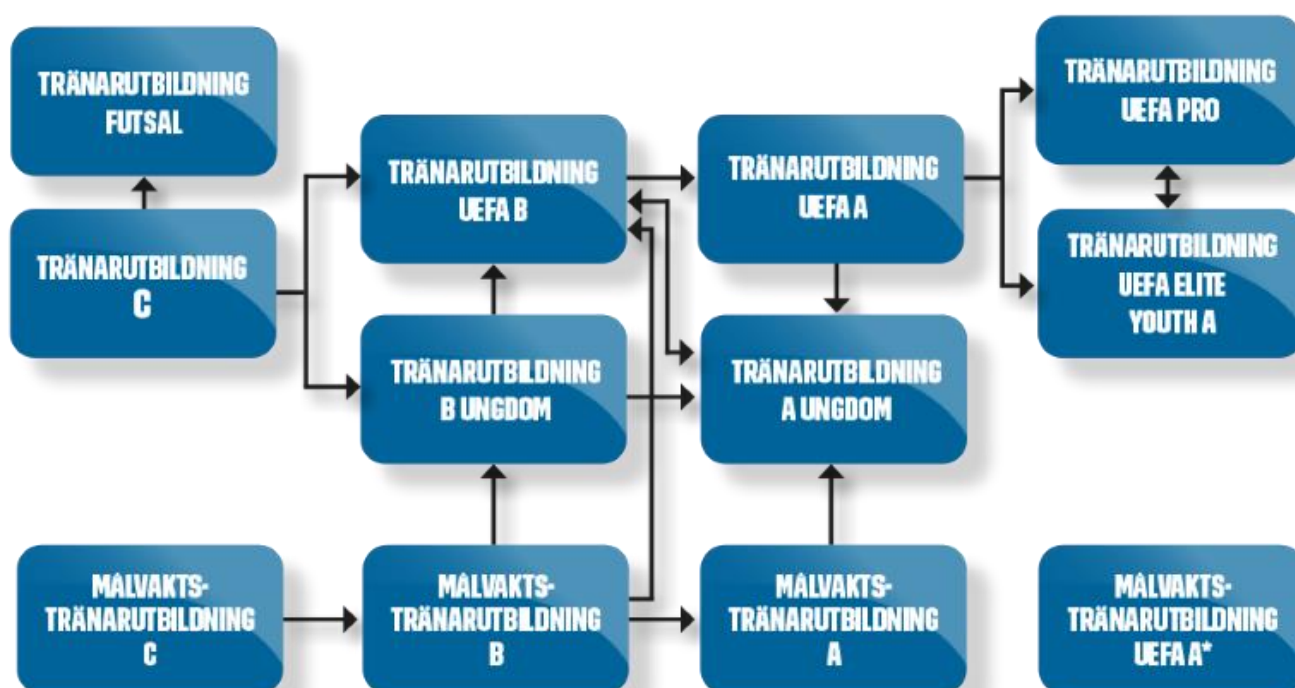 TRÄNARUTBILDNING
FUTSAL
TRÄNARUTBILDNING
UEFA PRO
TRÄNARUTBILDNING
UEFA B
TRÄNARUTBILDNING
UEFA A
TRÄNARUTBILDNING
C
TRÄNARUTBILDNING
UEFA ELITE
YOUTH A
TRÄNARUTBILDNING
B UNGDOM
TRÄNARUTBILDNING
A UNGDOM
MÅLVAKTS-
TRÄNARUTBILDNING
C
MÅLVAKTS-
TRÄNARUTBILDNING
B
MÅLVAKTS-
TRÄNARUTBILDNING
A
MÅLVAKTS-
TRÄNARUTBILDNING
UEFA A*